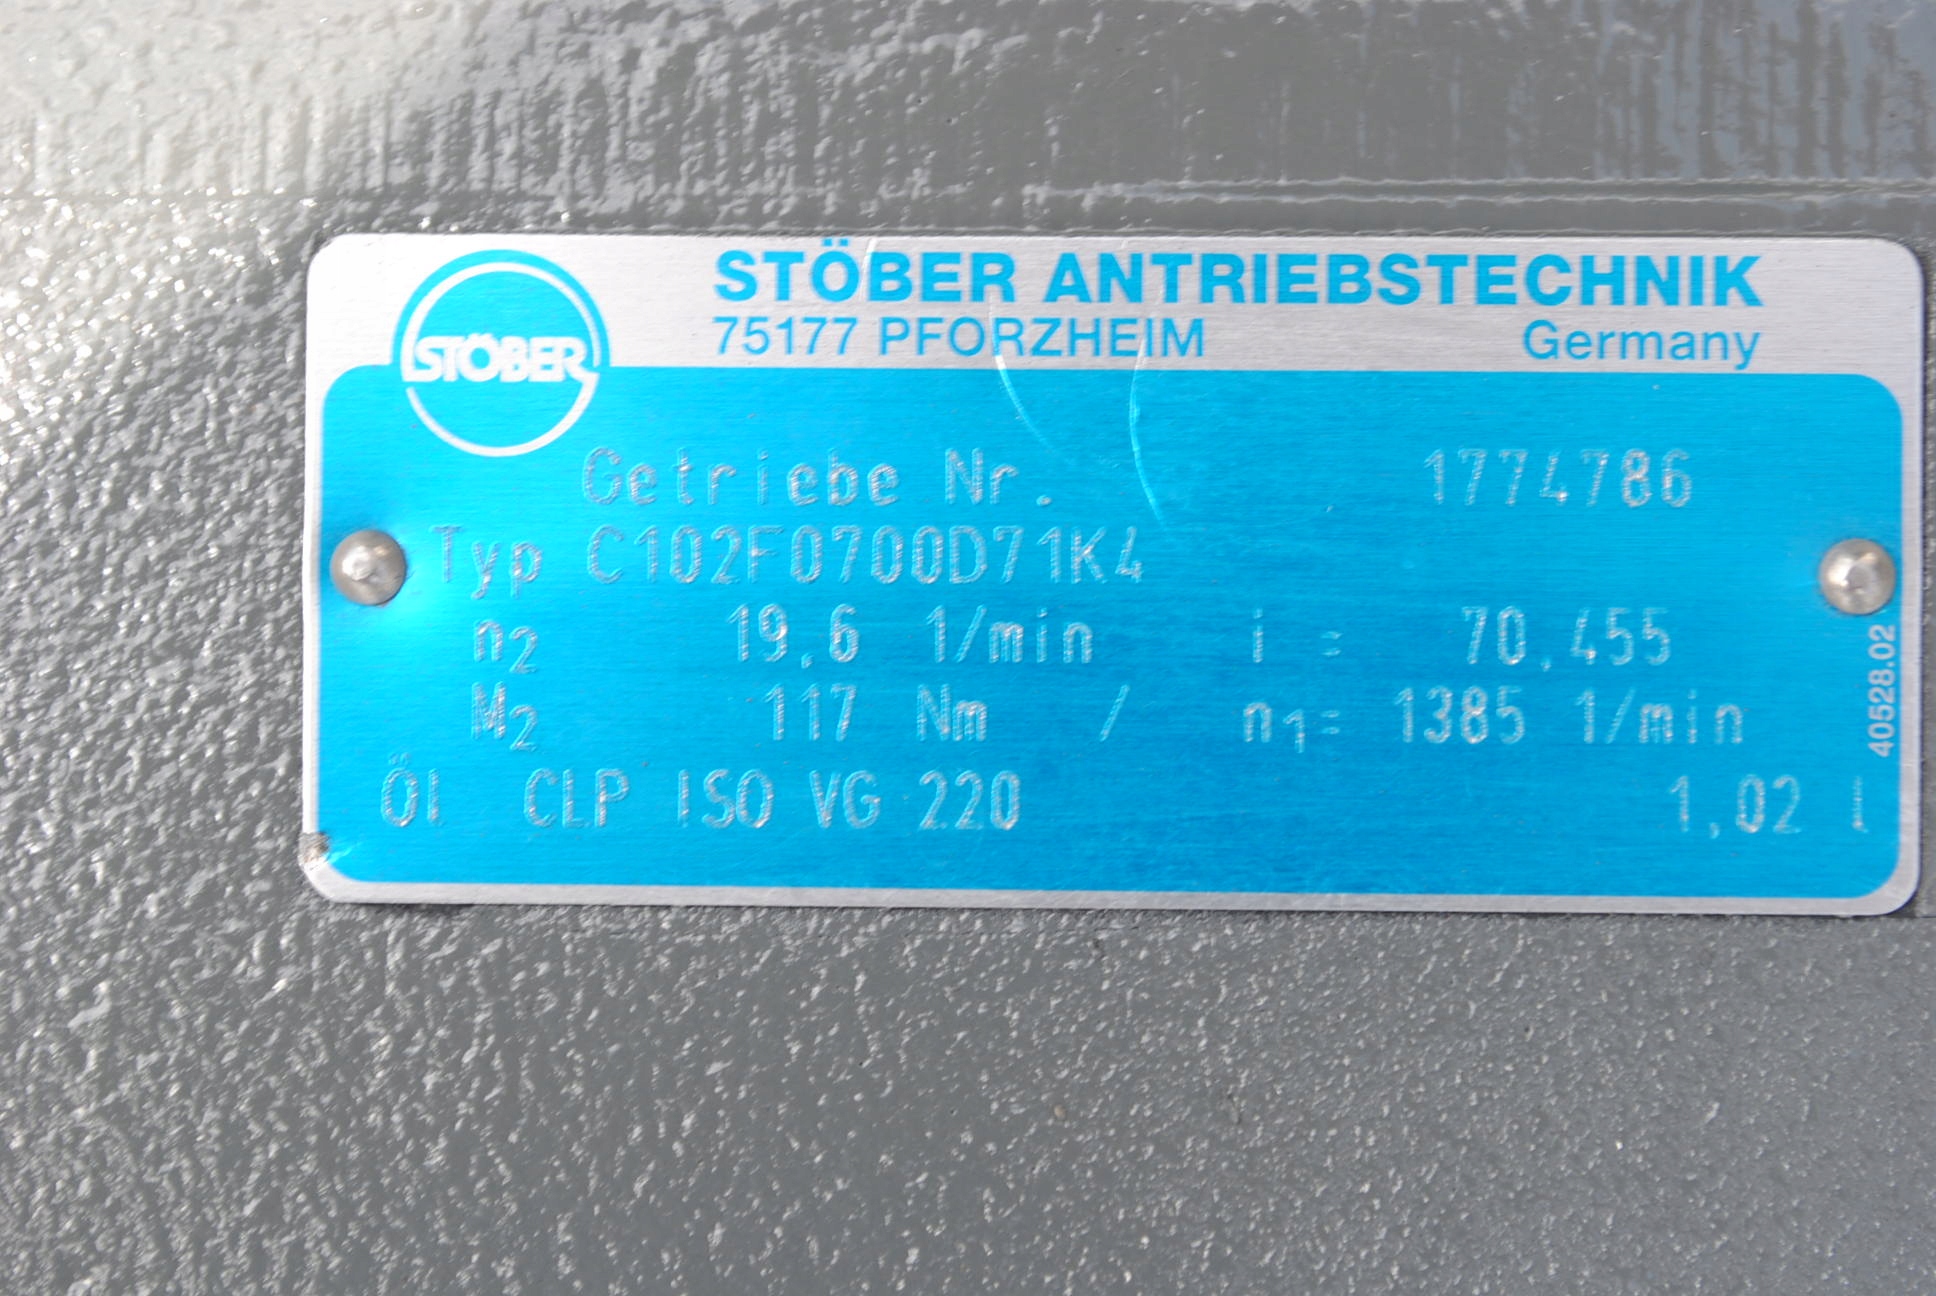 STÖBER
STÖBER ANTRIEBSTECHNIK
75177 PFORZHEIM Germany
Getriebe Nr. 1774786
Typ C102F0700D71K4
n2 19,6 1/min i = 70,455
M2 117 Nm / n1= 1385 1/min
Öl CLP ISO VG 220 1,02 l
40528.02